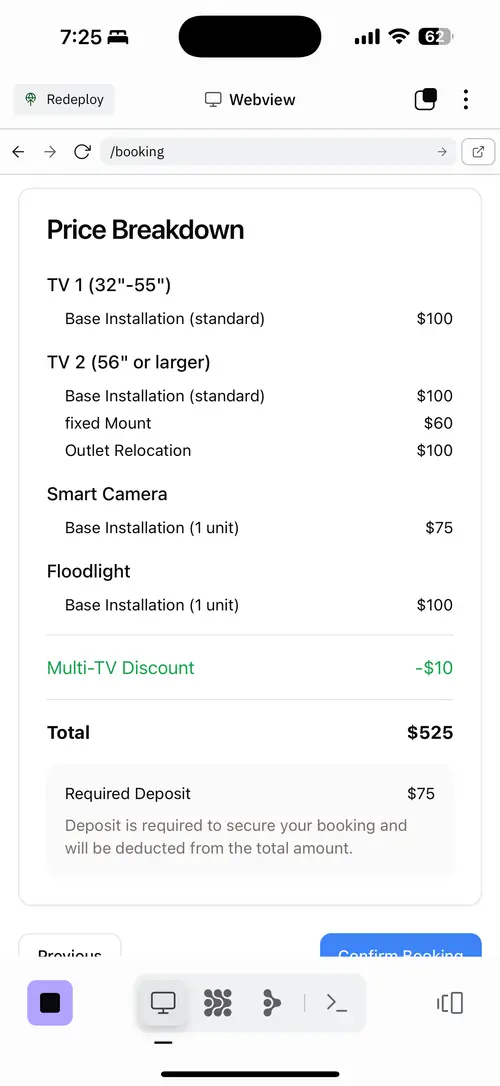 7:25
62
Redeploy
Webview
/booking
Price Breakdown
TV 1 (32"-55")
Base Installation (standard) $100
TV 2 (56" or larger)
Base Installation (standard) $100
fixed Mount $60
Outlet Relocation $100
Smart Camera
Base Installation (1 unit) $75
Floodlight
Base Installation (1 unit) $100
Multi-TV Discount -$10
Total $525
Required Deposit $75
Deposit is required to secure your booking and
will be deducted from the total amount.
Previous Confirm Booking